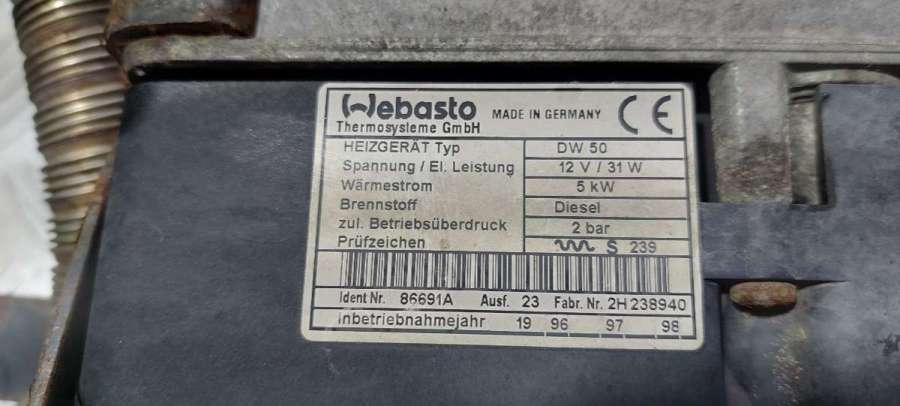 Webasto MADE IN GERMANY CE
Thermosysteme GmbH
HEIZGERÄT Typ DW 50
Spannung / El. Leistung 12 V / 31 W
Wärmestrom 5 kW
Brennstoff Diesel
zul. Betriebsüberdruck 2 bar
Prüfzeichen S 239
Ident Nr. 86691A Ausf. 23 Fabr. Nr. 2H238940
Inbetriebnahmejahr 19 96 97 98